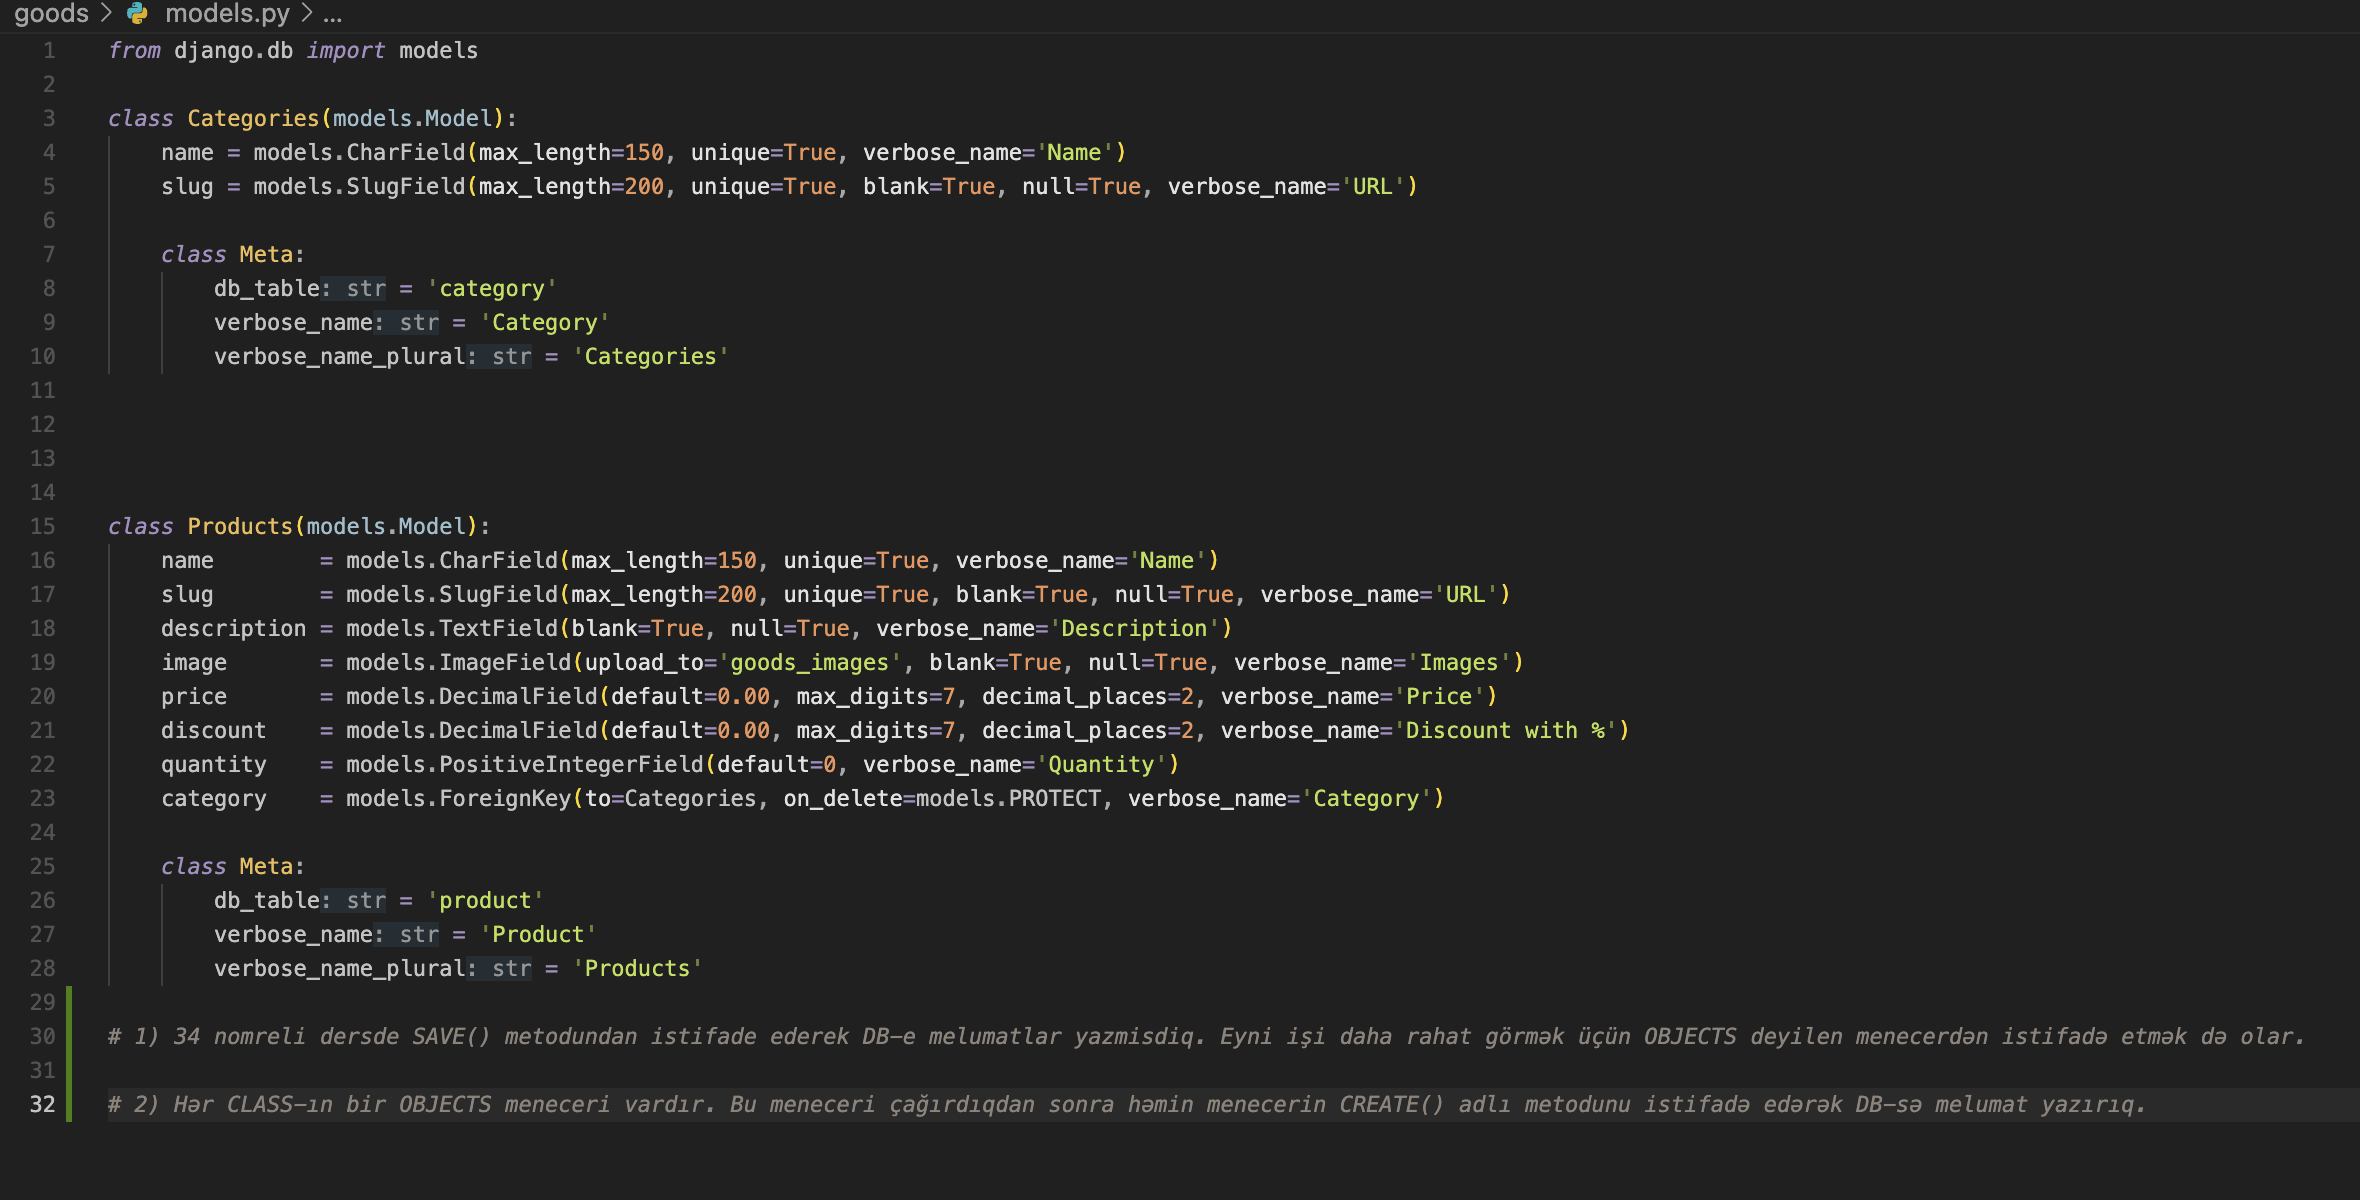 goods > models.py > ...
1 from django.db import models
2
3 class Categories(models.Model):
4 name = models.CharField(max_length=150, unique=True, verbose_name='Name')
5 slug = models.SlugField(max_length=200, unique=True, blank=True, null=True, verbose_name='URL')
6
7 class Meta:
8 db_table: str = 'category'
9 verbose_name: str = 'Category'
10 verbose_name_plural: str = 'Categories'
11
12
13
14
15 class Products(models.Model):
16 name = models.CharField(max_length=150, unique=True, verbose_name='Name')
17 slug = models.SlugField(max_length=200, unique=True, blank=True, null=True, verbose_name='URL')
18 description = models.TextField(blank=True, null=True, verbose_name='Description')
19 image = models.ImageField(upload_to='goods_images', blank=True, null=True, verbose_name='Images')
20 price = models.DecimalField(default=0.00, max_digits=7, decimal_places=2, verbose_name='Price')
21 discount = models.DecimalField(default=0.00, max_digits=7, decimal_places=2, verbose_name='Discount with %')
22 quantity = models.PositiveIntegerField(default=0, verbose_name='Quantity')
23 category = models.ForeignKey(to=Categories, on_delete=models.PROTECT, verbose_name='Category')
24
25 class Meta:
26 db_table: str = 'product'
27 verbose_name: str = 'Product'
28 verbose_name_plural: str = 'Products'
29
30 # 1) 34 nomreli dersde SAVE() metodundan istifade ederek DB-e melumatlar yazmisdiq. Eyni işi daha rahat görmək üçün OBJECTS deyilen menecerdən istifadə etmək də olar.
31
32 # 2) Hər CLASS-ın bir OBJECTS meneceri vardır. Bu meneceri çağırdıqdan sonra həmin menecerin CREATE() adlı metodunu istifadə edərək DB-sə melumat yazırıq.